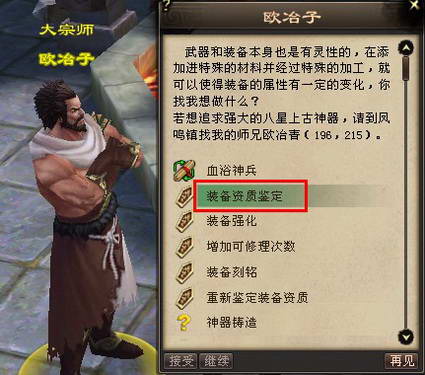 大宗师
欧冶子
欧冶子
武器和装备本身也是有灵性的，在添
加进特殊的材料并经过特殊的加工，就
可以使得装备的属性有一定的变化，你
找我想做什么？
若想追求强大的八星上古神器，请到凤
鸣镇找我的师兄欧冶青（196，215）。
血浴神兵
装备资质鉴定
装备强化
增加可修理次数
装备刻铭
重新鉴定装备资质
神器铸造
接受 继续 再见